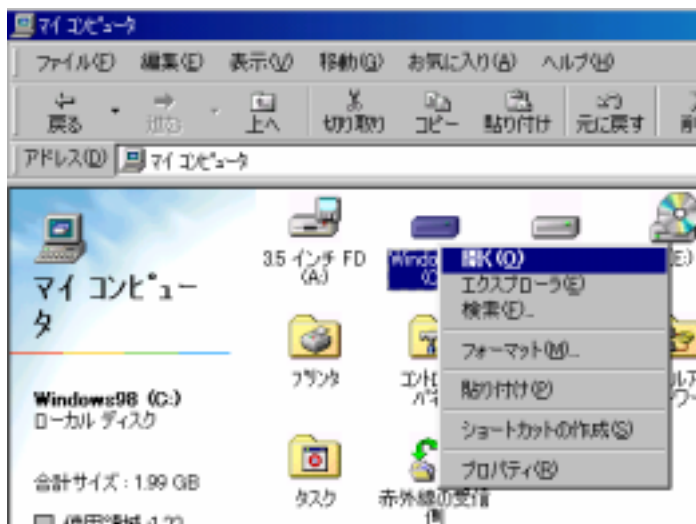 マイ コンピュータ
ファイル(F) 編集(E) 表示(V) 移動(G) お気に入り(A) ヘルプ(H)
戻る 進む 上へ 切り取り コピー 貼り付け 元に戻す
アドレス(D) マイ コンピュータ
マイ コンピュー
タ
Windows98 (C:)
ローカル ディスク
合計サイズ : 1.99 GB
3.5 インチ FD
(A:)
プリンタ
タスク
赤外線の受信
側
開く(O)
エクスプローラ(E)
検索(F)...
フォーマット(M)...
貼り付け(P)
ショートカットの作成(S)
プロパティ(R)